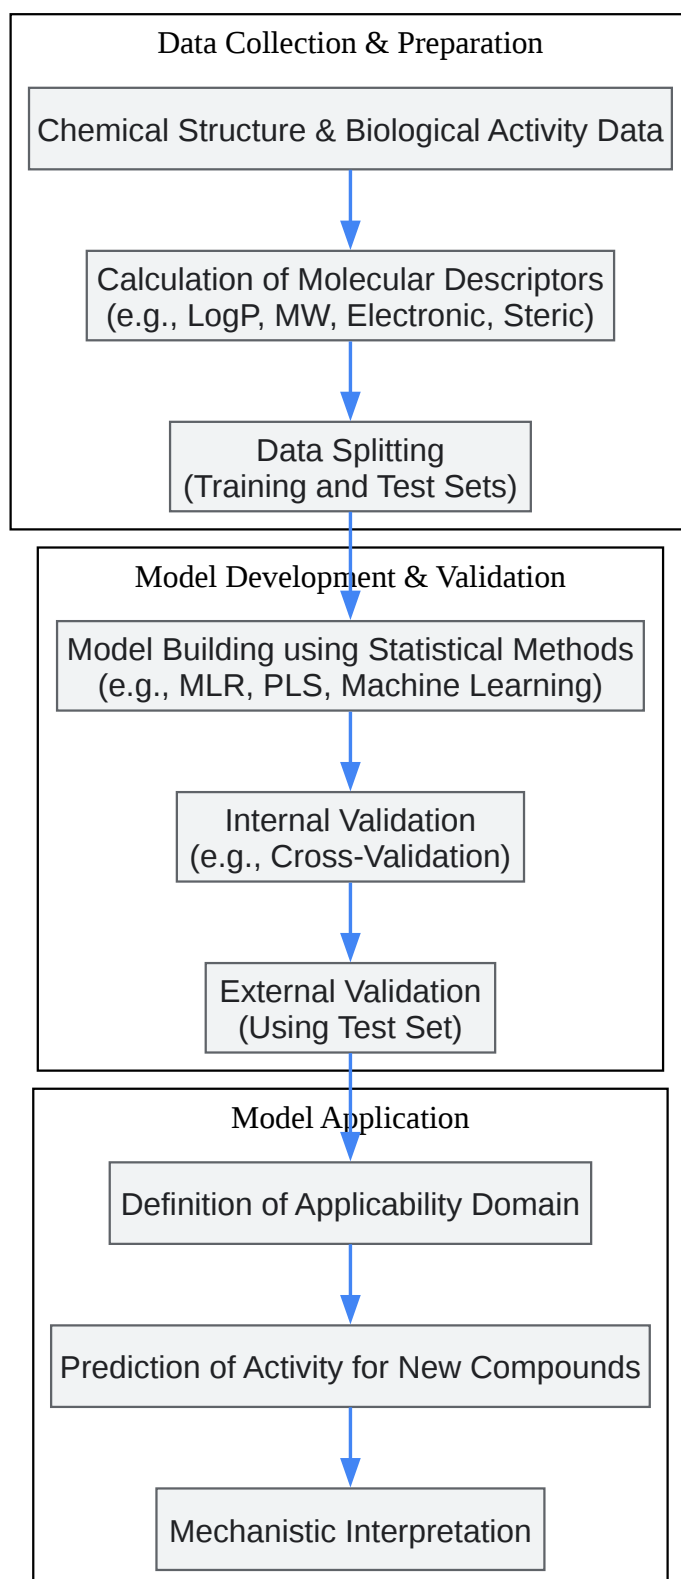 Data Collection & Preparation
Chemical Structure & Biological Activity Data
Calculation of Molecular Descriptors
(e.g., LogP, MW, Electronic, Steric)
Data Splitting
(Training and Test Sets)
Model Development & Validation
Model Building using Statistical Methods
(e.g., MLR, PLS, Machine Learning)
Internal Validation
(e.g., Cross-Validation)
External Validation
(Using Test Set)
Model Application
Definition of Applicability Domain
Prediction of Activity for New Compounds
Mechanistic Interpretation